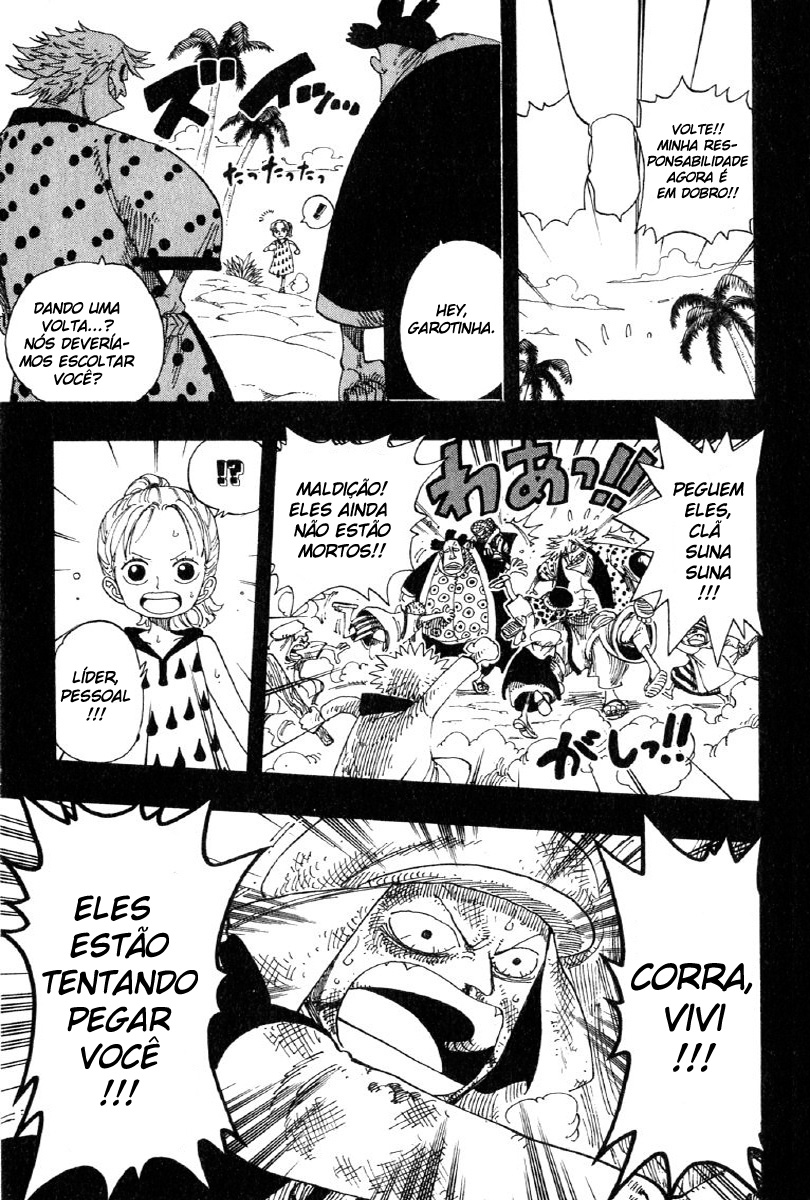 VOLTE!!
MINHA RES-
PONSABILIDADE
AGORA É
EM DOBRO!!
ズイッ…
たったったっ
!
HEY,
GAROTINHA.
DANDO UMA
VOLTA...?
NÓS DEVERÍA-
MOS ESCOLTAR
VOCÊ?
PEGUEM
ELES,
CLÃ
SUNA
SUNA
!!!
わあっ!!
MALDIÇÃO!
ELES AINDA
NÃO ESTÃO
MORTOS!!
がしっ!!
!?
LÍDER,
PESSOAL
!!!
CORRA,
VIVI
!!!
ELES
ESTÃO
TENTANDO
PEGAR
VOCÊ
!!!